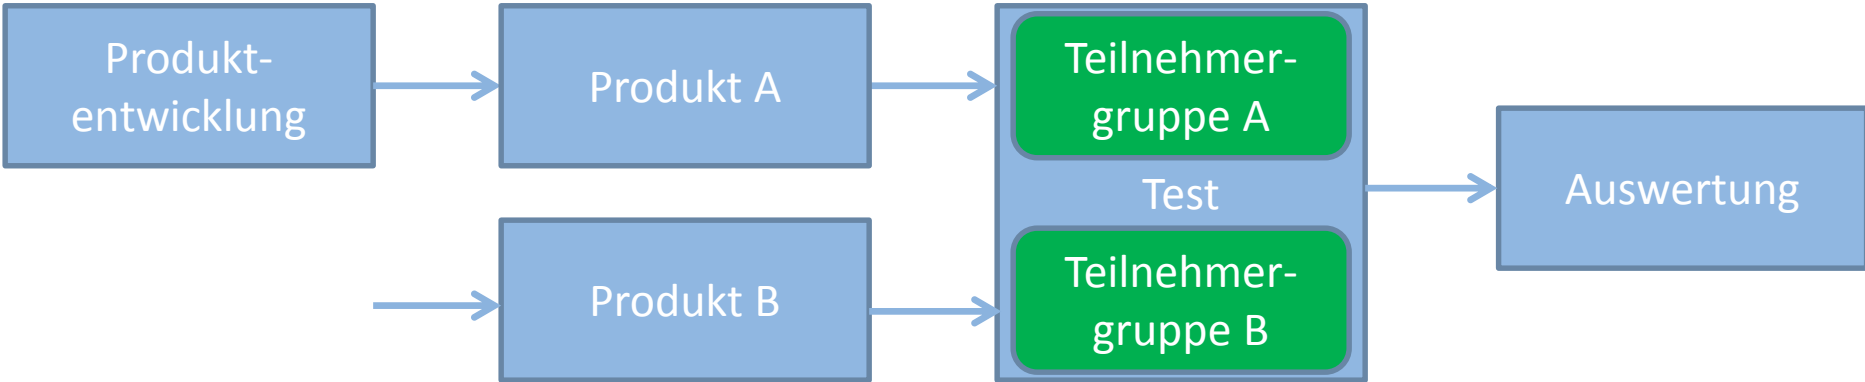 Produkt-
entwicklung
Produkt A
Teilnehmer-
gruppe A
Test
Auswertung
Produkt B
Teilnehmer-
gruppe B